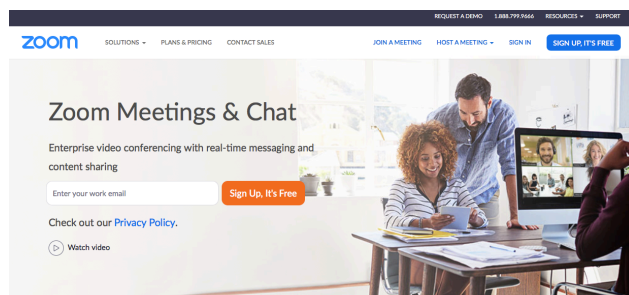 REQUEST A DEMO 1.888.799.9666 RESOURCES SUPPORT
zoom SOLUTIONS PLANS & PRICING CONTACT SALES JOIN A MEETING HOST A MEETING SIGN IN SIGN UP, IT'S FREE
Zoom Meetings & Chat
Enterprise video conferencing with real-time messaging and
content sharing
Enter your work email Sign Up, It's Free
Check out our Privacy Policy.
Watch video